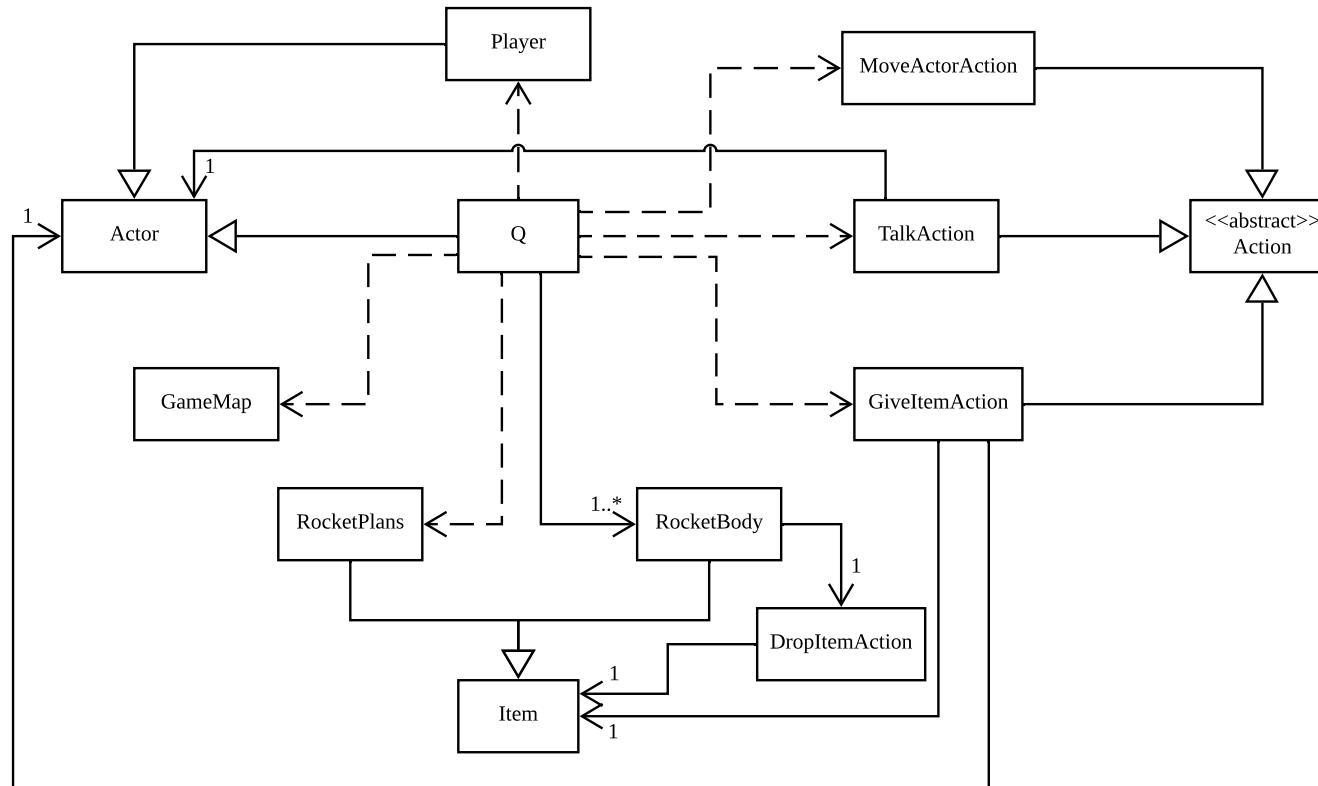 Player
MoveActorAction
1
1
Actor
Q
TalkAction
<<abstract>>
Action
GameMap
GiveItemAction
RocketPlans
1..*
RocketBody
1
DropItemAction
1
Item
1